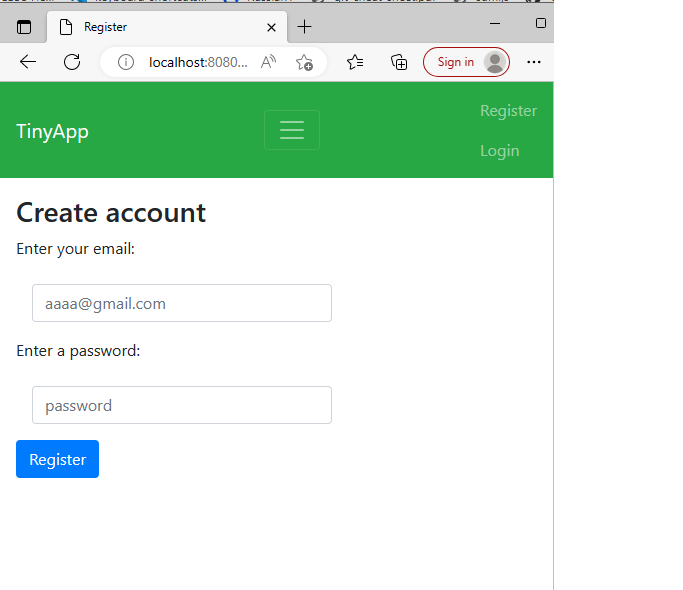 Register
localhost:8080...
Sign in
TinyApp
Register
Login
Create account
Enter your email:
aaaa@gmail.com
Enter a password:
password
Register